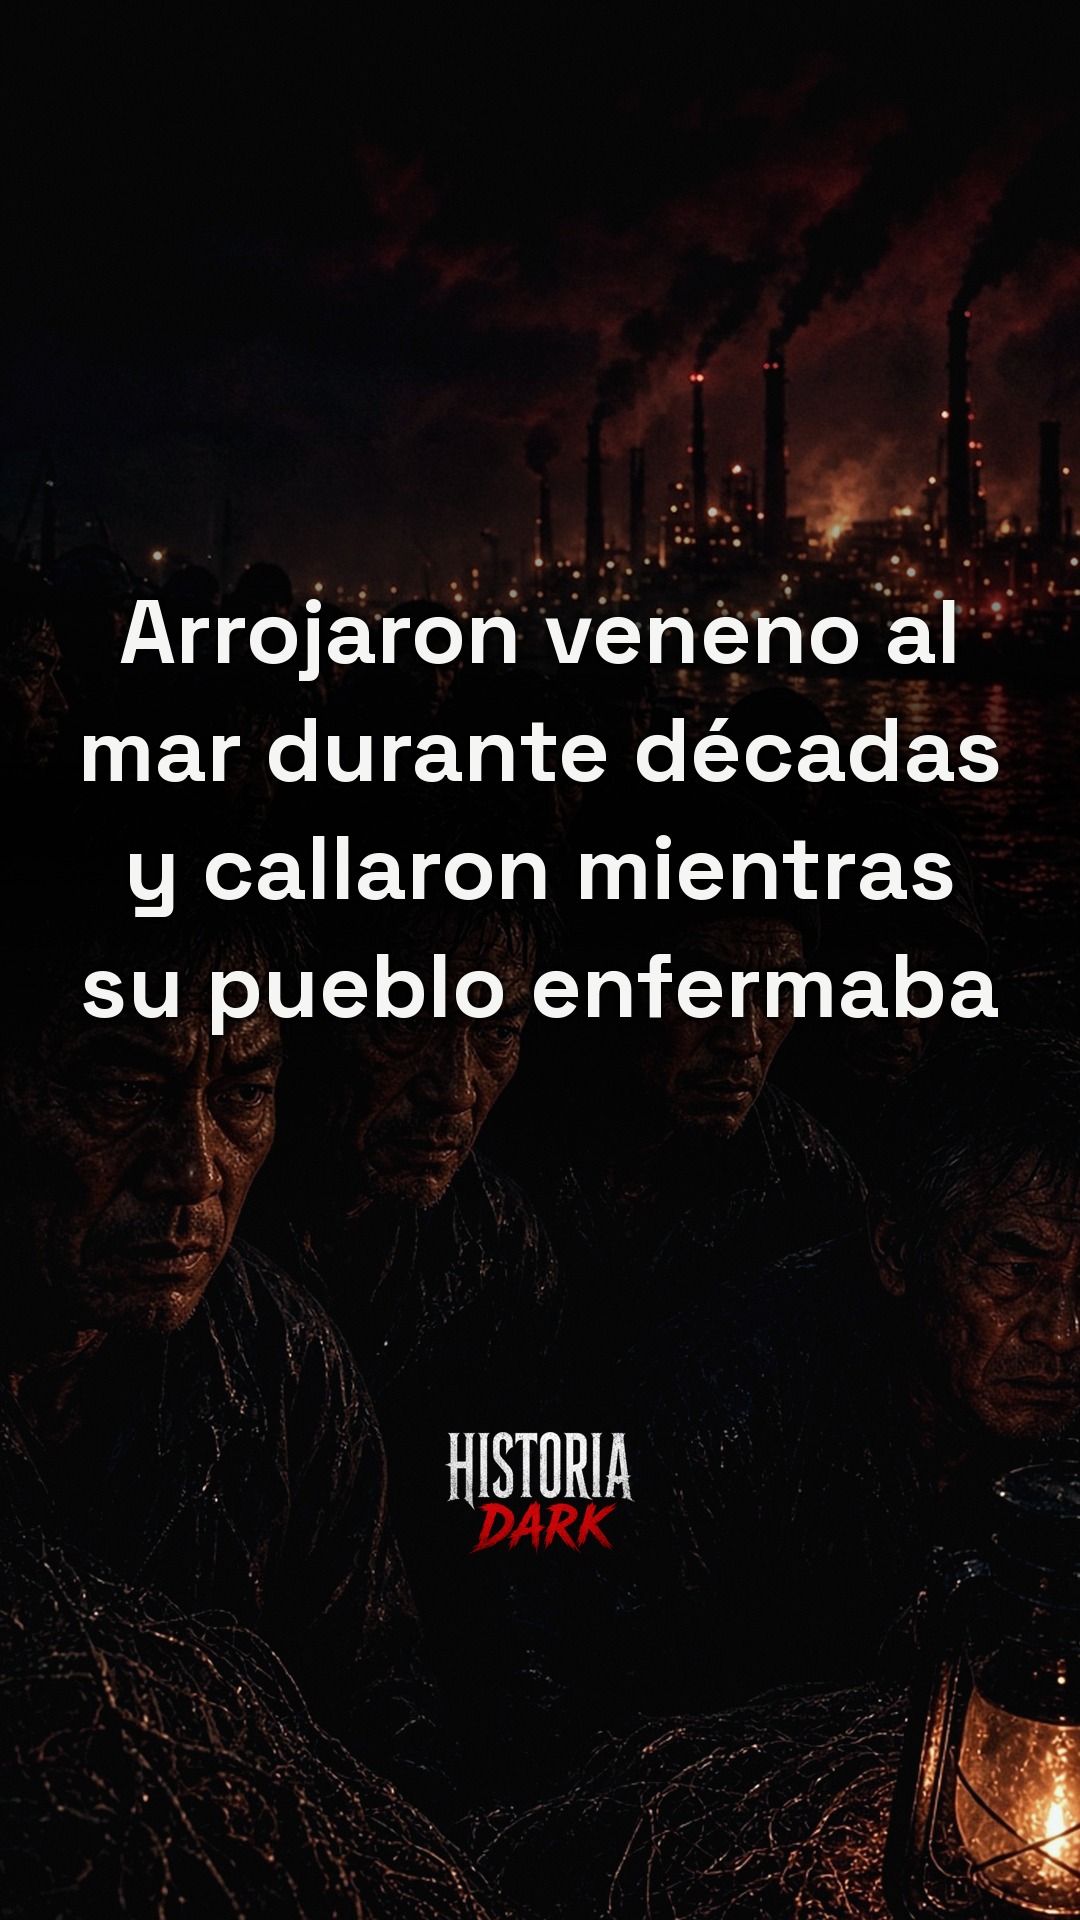 Arrojaron veneno al
mar durante décadas
y callaron mientras
su pueblo enfermaba
HISTORIA
DARK